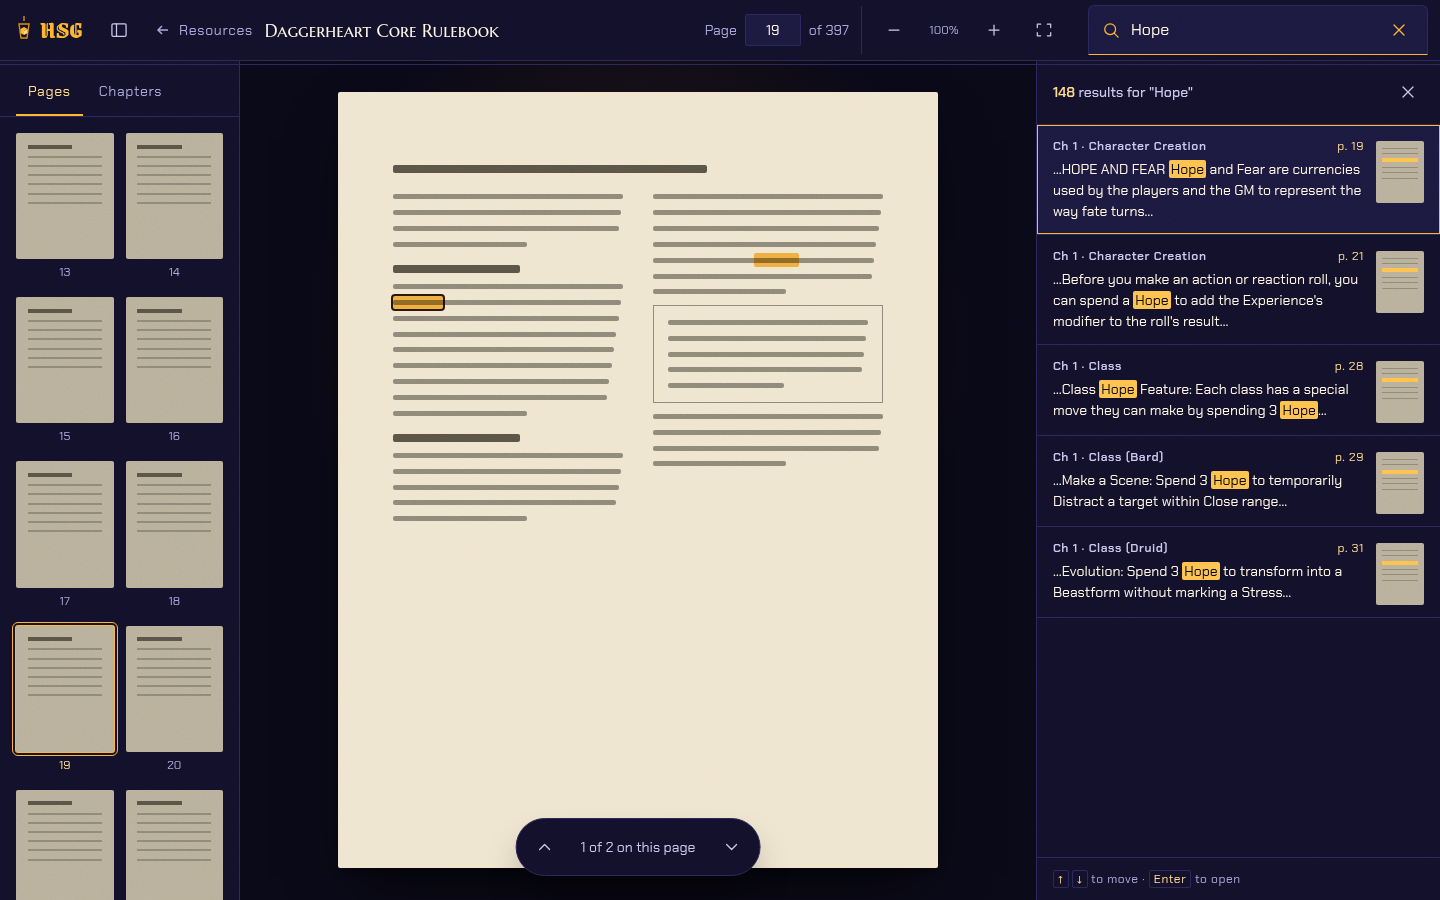 HSG
Resources
Daggerheart Core Rulebook
Page 19 of 397
100%
Hope
Pages
Chapters
13
14
15
16
17
18
19
20
1 of 2 on this page
148 results for "Hope"
Ch 1 · Character Creation
p. 19
...HOPE AND FEAR Hope and Fear are currencies
used by the players and the GM to represent the
way fate turns...
Ch 1 · Character Creation
p. 21
...Before you make an action or reaction roll, you
can spend a Hope to add the Experience's
modifier to the roll's result...
Ch 1 · Class
p. 28
...Class Hope Feature: Each class has a special
move they can make by spending 3 Hope...
Ch 1 · Class (Bard)
p. 29
...Make a Scene: Spend 3 Hope to temporarily
Distract a target within Close range...
Ch 1 · Class (Druid)
p. 31
...Evolution: Spend 3 Hope to transform into a
Beastform without marking a Stress...
↑ ↓ to move · Enter to open